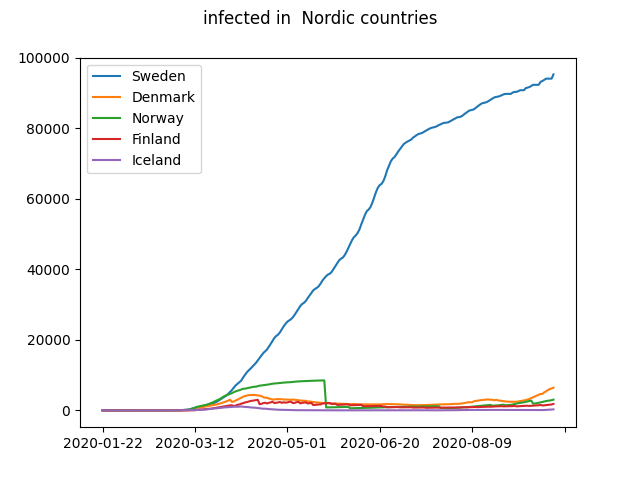 infected in  Nordic countries
100000
80000
60000
40000
20000
0
Sweden
Denmark
Norway
Finland
Iceland
2020-01-22 2020-03-12 2020-05-01 2020-06-20 2020-08-09